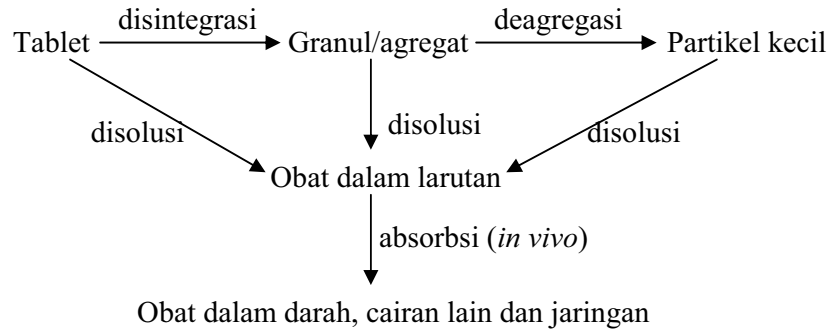 disintegrasi deagregasi
Tablet Granul/agregat Partikel kecil
disolusi disolusi disolusi
Obat dalam larutan
absorbsi (in vivo)
Obat dalam darah, cairan lain dan jaringan